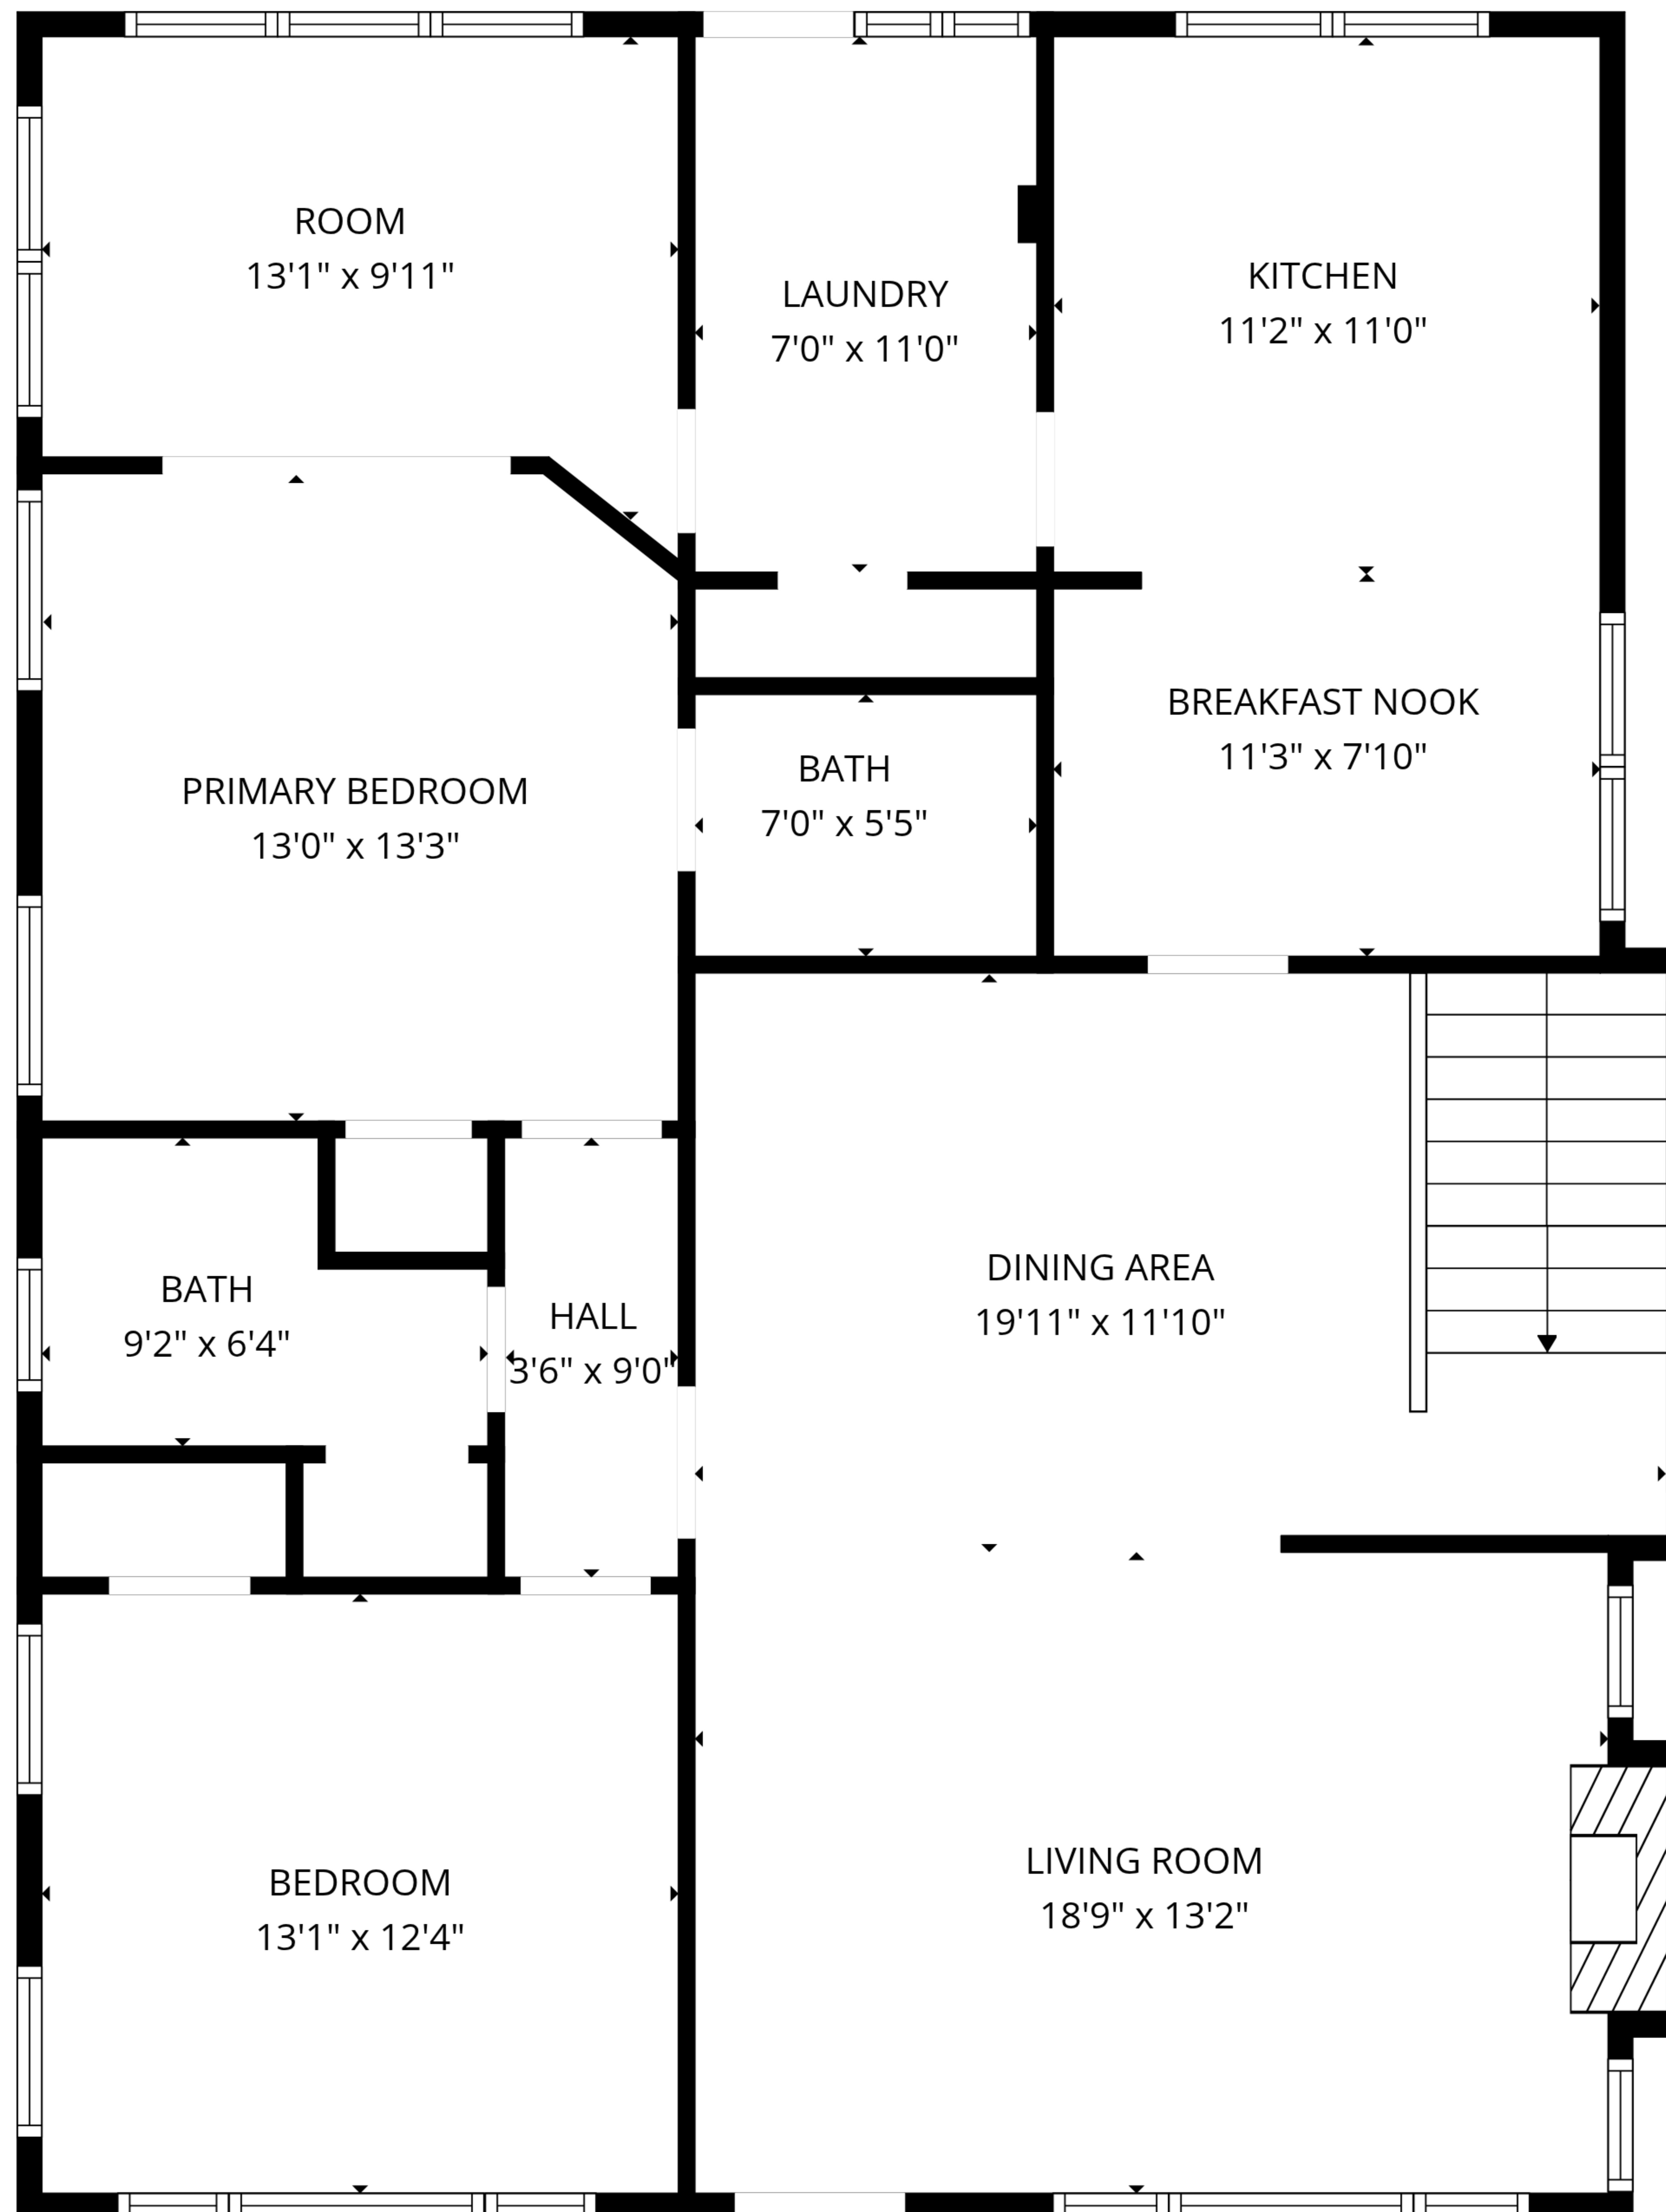 ROOM
13'1" x 9'11"
LAUNDRY
7'0" x 11'0"
KITCHEN
11'2" x 11'0"
PRIMARY BEDROOM
13'0" x 13'3"
BATH
7'0" x 5'5"
BREAKFAST NOOK
11'3" x 7'10"
BATH
9'2" x 6'4"
HALL
3'6" x 9'0"
DINING AREA
19'11" x 11'10"
BEDROOM
13'1" x 12'4"
LIVING ROOM
18'9" x 13'2"